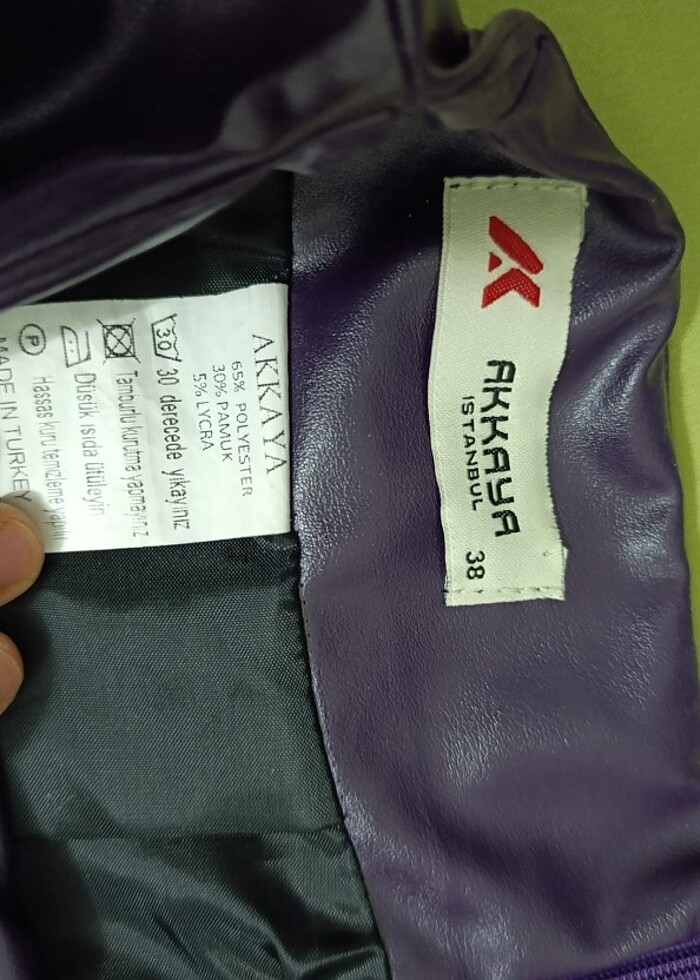 AKKAYA
ISTANBUL
38
AKKAYA
65% POLYESTER
30% PAMUK
5% LYCRA
30 30 derecede yıkayınız
Tamburlu kurutma yapmayınız
Düşük ısıda ütüleyin
P Hassas kuru temizleme
MADE IN TURKEY